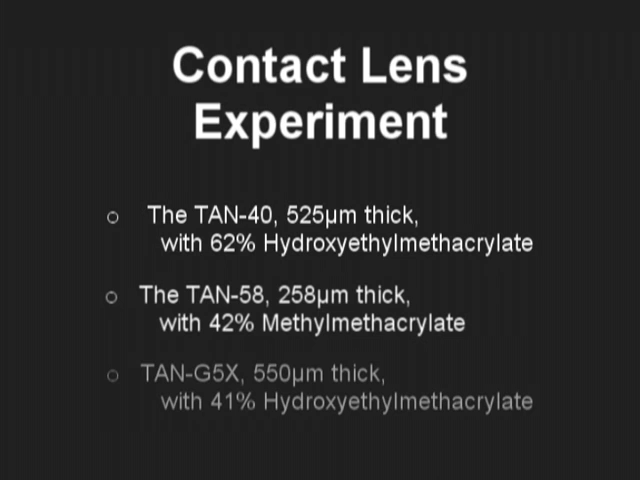 Contact Lens
Experiment
The TAN-40, 525µm thick,
with 62% Hydroxyethylmethacrylate
The TAN-58, 258µm thick,
with 42% Methylmethacrylate
TAN-G5X, 550µm thick,
with 41% Hydroxyethylmethacrylate